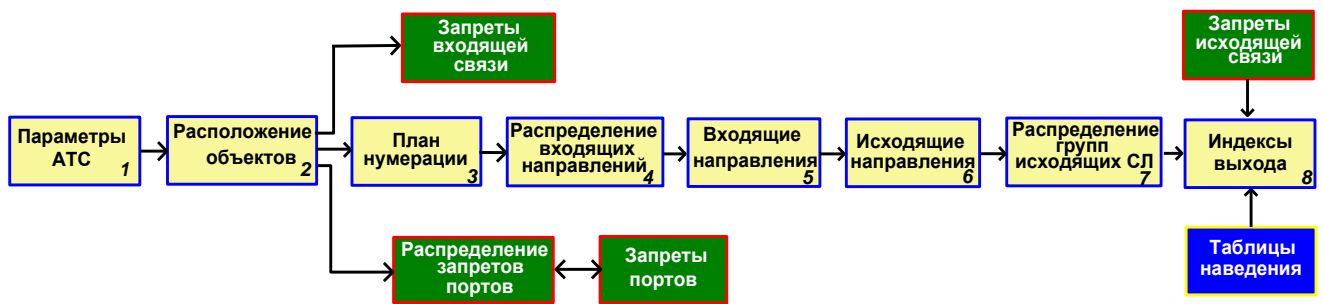 Запреты
входящей
связи
Запреты
исходящей
связи
Параметры
АТС
1
Расположение
объектов
2
План
нумерации
3
Распределение
входящих
направлений
4
Входящие
направления
5
Исходящие
направления
6
Распределение
групп
исходящих СЛ
7
Индексы
выхода
8
Распределение
запретов
портов
Запреты
портов
Таблицы
наведения